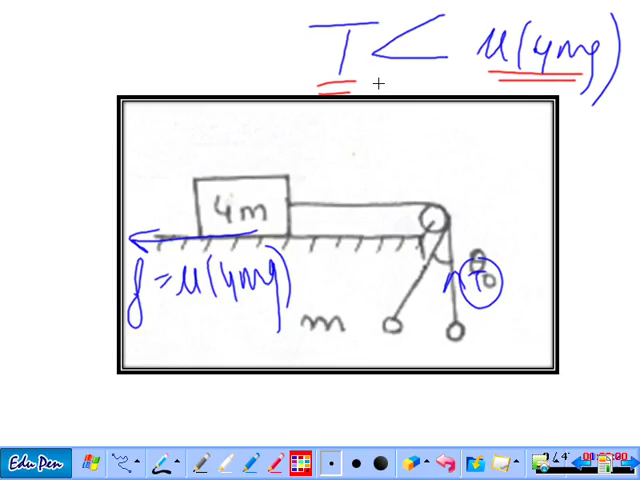 T < μ(4mg)
4m
θ₀
T
f = μ(4mg)
m
Edu Pen